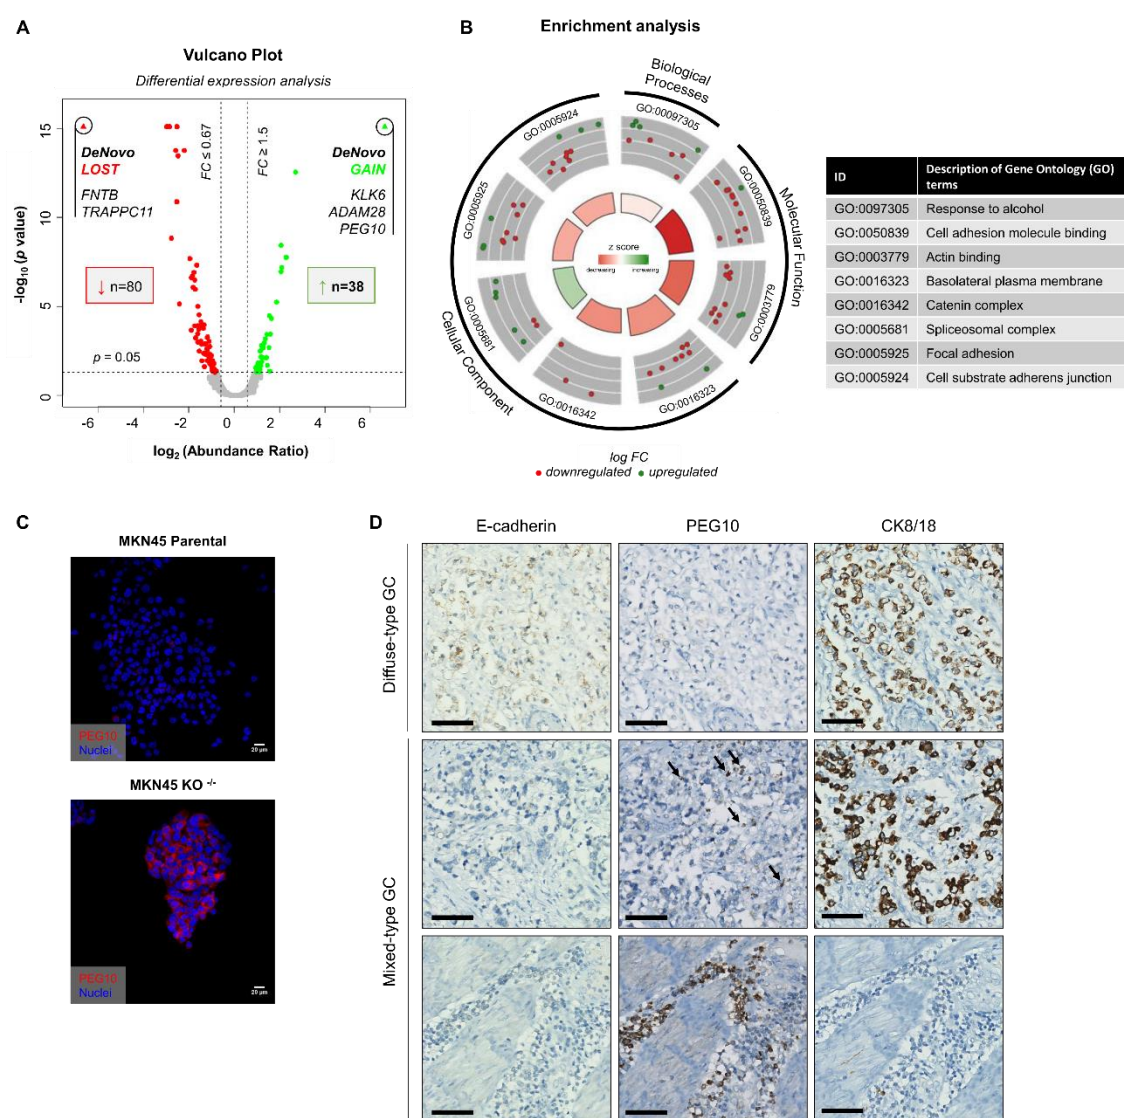 A
Vulcano Plot
Differential expression analysis
15
10
5
0
-log10 (p value)
DeNovo
LOST
FNTB
TRAPPC11
FC ≤ 0.67
FC ≥ 1.5
DeNovo
GAIN
KLK6
ADAM28
PEG10
↓ n=80
↑ n=38
p = 0.05
-6 -4 -2 0 2 4 6
log2 (Abundance Ratio)
B
Enrichment analysis
Biological
Processes
Molecular Function
Cellular Component
GO:0005924
GO:00097305
GO:00050839
GO:0003779
GO:0016323
GO:0016342
GO:0005681
GO:0005925
z score
decreasing increasing
log FC
downregulated upregulated
ID Description of Gene Ontology (GO) terms
GO:0097305 Response to alcohol
GO:0050839 Cell adhesion molecule binding
GO:0003779 Actin binding
GO:0016323 Basolateral plasma membrane
GO:0016342 Catenin complex
GO:0005681 Spliceosomal complex
GO:0005925 Focal adhesion
GO:0005924 Cell substrate adherens junction
C
MKN45 Parental
PEG10
Nuclei
20 µm
MKN45 KO -/-
PEG10
Nuclei
20 µm
D
E-cadherin PEG10 CK8/18
Diffuse-type GC
Mixed-type GC